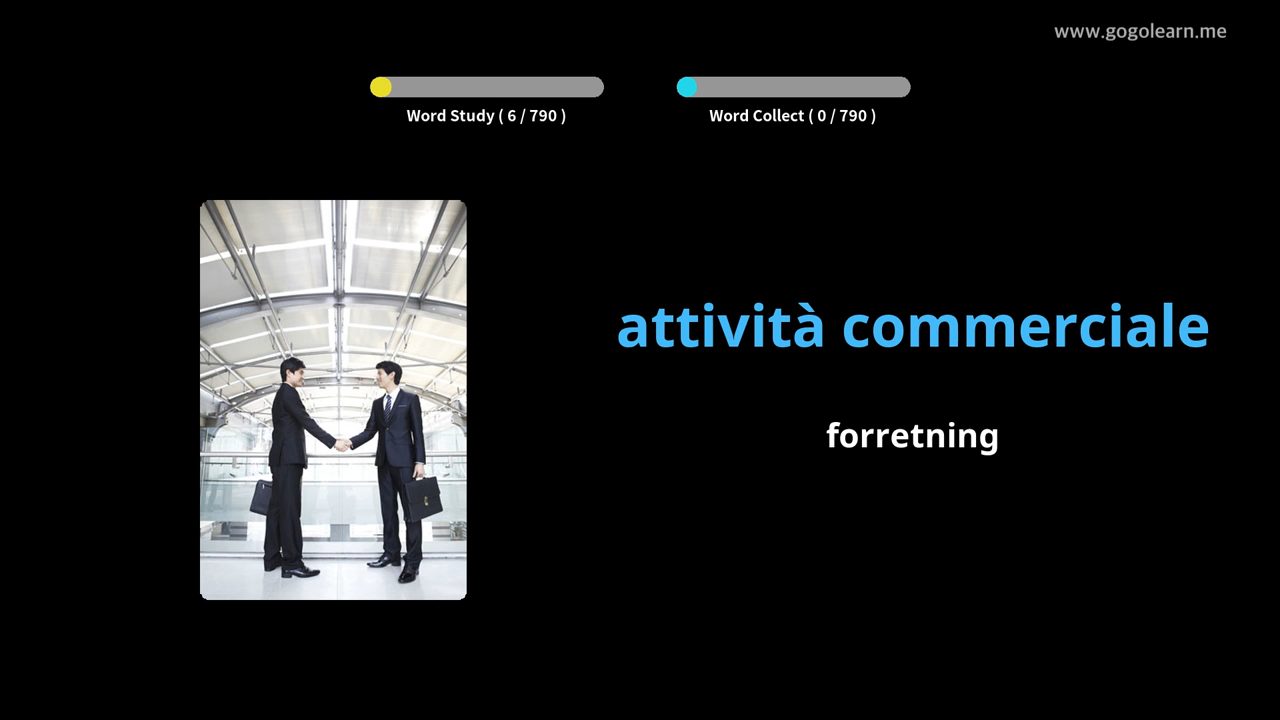 www.gogolearn.me
Word Study ( 6 / 790 )
Word Collect ( 0 / 790 )
attività commerciale
forretning